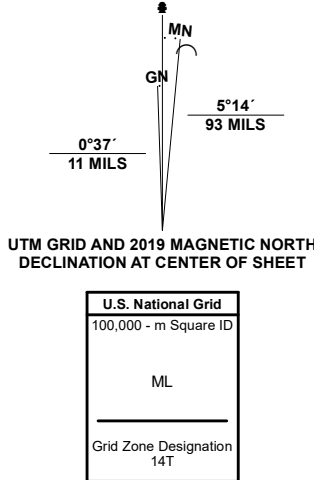 MN
GN
5°14´
93 MILS
0°37´
11 MILS
UTM GRID AND 2019 MAGNETIC NORTH
DECLINATION AT CENTER OF SHEET
U.S. National Grid
100,000 - m Square ID
ML
Grid Zone Designation
14T